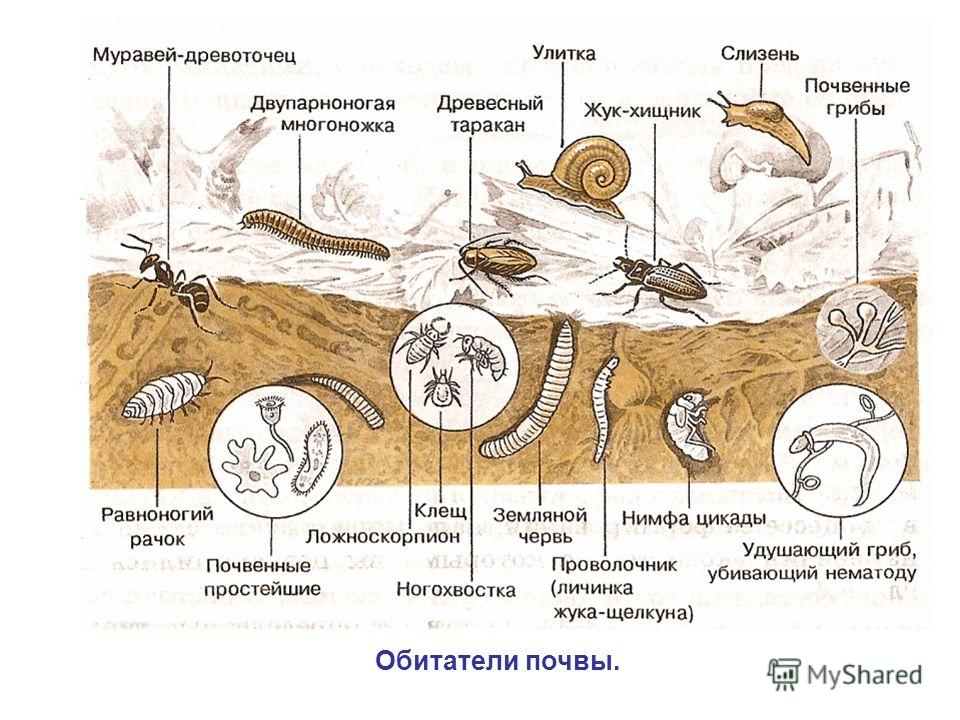 Муравей-древоточец
Улитка
Слизень
Двупарноногая
многоножка
Древесный
таракан
Жук-хищник
Почвенные
грибы
Равноногий
рачок
Клещ
Ложноскорпион
Земляной
червь
Нимфа цикады
Почвенные
простейшие
Ногохвостка
Проволочник
(личинка
жука-щелкуна)
Удушающий гриб,
убивающий нематоду
Обитатели почвы.
MyShared